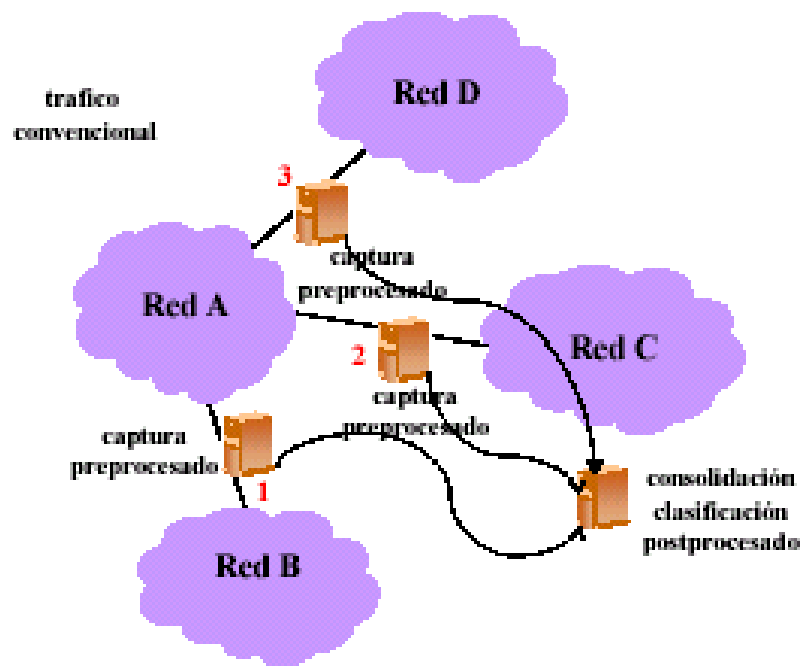 Red D
trafico
convencional
3
captura
preprocesado
Red A
Red C
2
captura
preprocesado
captura
preprocesado
1
consolidación
clasificación
postprocesado
Red B